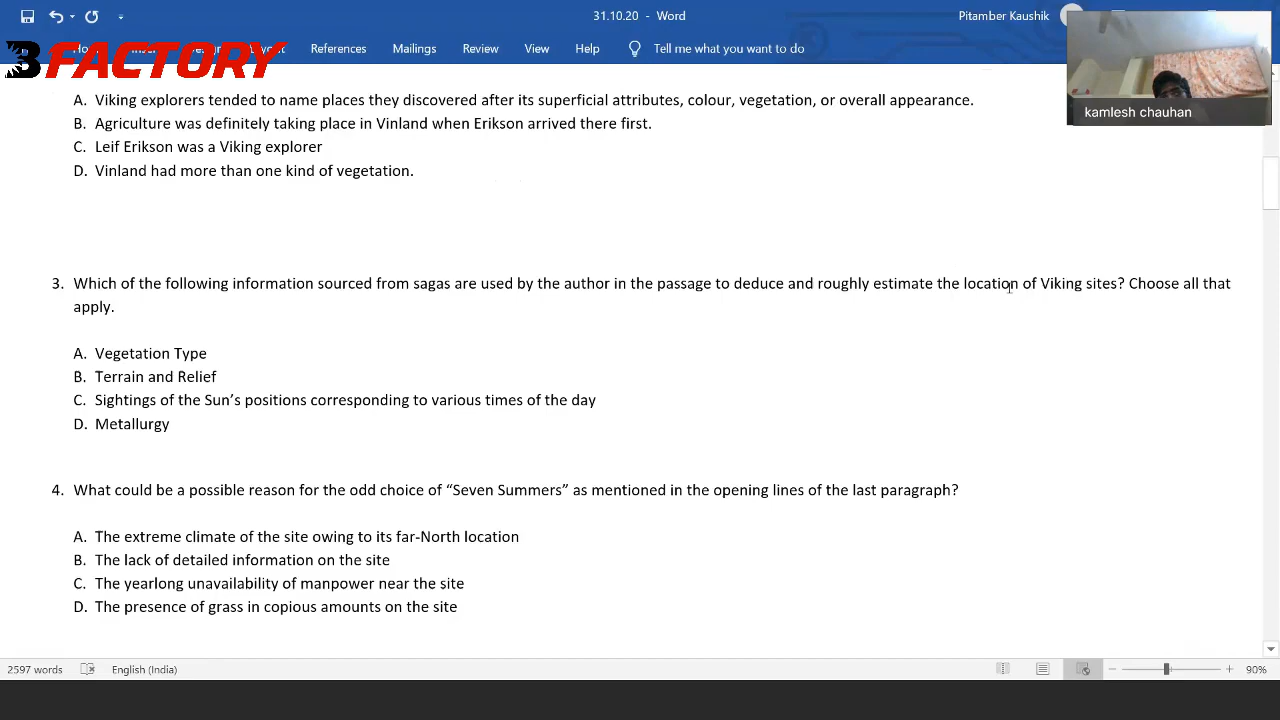 31.10.20 - Word
Pitamber Kaushik
References Mailings Review View Help Tell me what you want to do
FACTORY
kamlesh chauhan
A. Viking explorers tended to name places they discovered after its superficial attributes, colour, vegetation, or overall appearance.
B. Agriculture was definitely taking place in Vinland when Erikson arrived there first.
C. Leif Erikson was a Viking explorer
D. Vinland had more than one kind of vegetation.
3. Which of the following information sourced from sagas are used by the author in the passage to deduce and roughly estimate the location of Viking sites? Choose all that
apply.
A. Vegetation Type
B. Terrain and Relief
C. Sightings of the Sun’s positions corresponding to various times of the day
D. Metallurgy
4. What could be a possible reason for the odd choice of “Seven Summers” as mentioned in the opening lines of the last paragraph?
A. The extreme climate of the site owing to its far-North location
B. The lack of detailed information on the site
C. The yearlong unavailability of manpower near the site
D. The presence of grass in copious amounts on the site
2597 words English (India) 90%